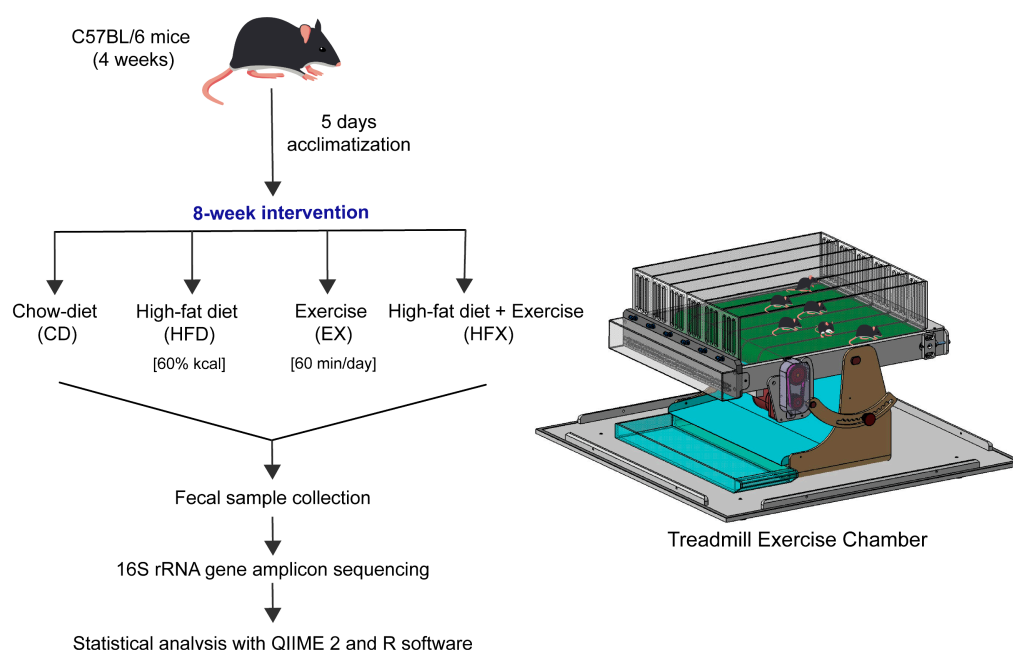 C57BL/6 mice
(4 weeks)
5 days
acclimatization
8-week intervention
Chow-diet
(CD)
High-fat diet
(HFD)
[60% kcal]
Exercise
(EX)
[60 min/day]
High-fat diet + Exercise
(HFX)
Fecal sample collection
16S rRNA gene amplicon sequencing
Statistical analysis with QIIME 2 and R software
Treadmill Exercise Chamber